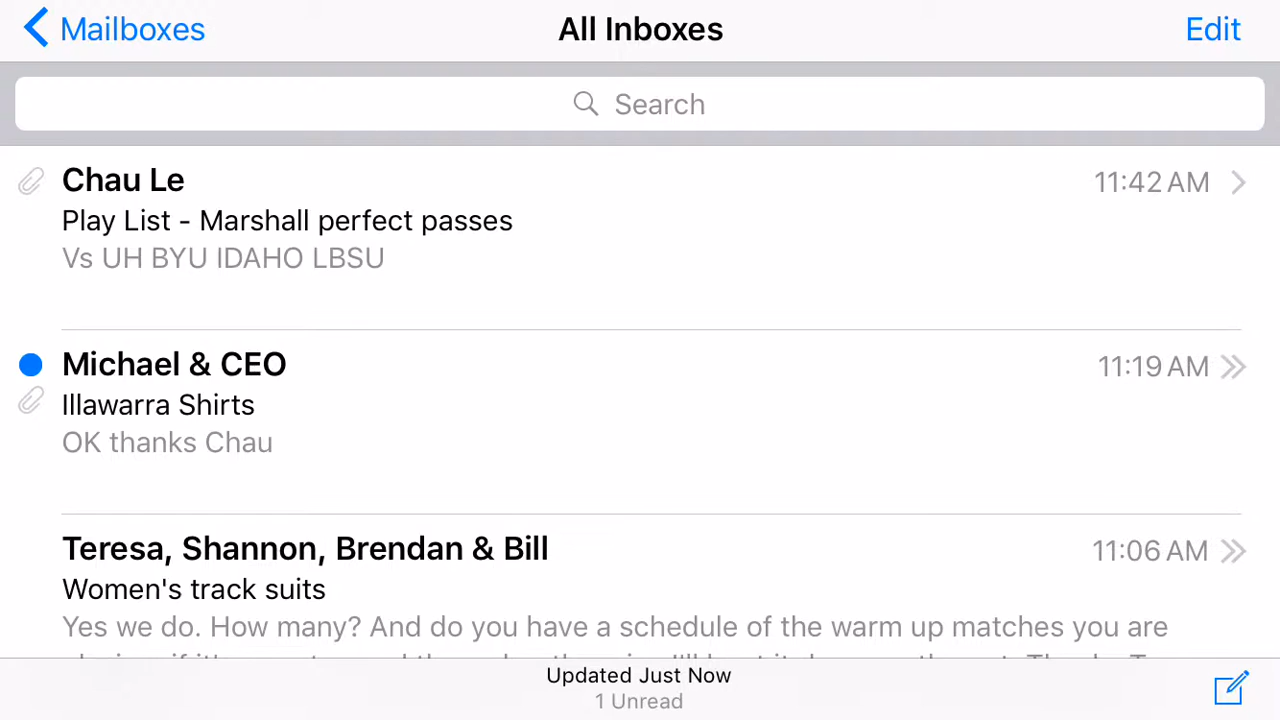 Mailboxes
All Inboxes
Edit
Search
Chau Le
11:42 AM
Play List - Marshall perfect passes
Vs UH BYU IDAHO LBSU
Michael & CEO
11:19 AM
Illawarra Shirts
OK thanks Chau
Teresa, Shannon, Brendan & Bill
11:06 AM
Women's track suits
Yes we do. How many? And do you have a schedule of the warm up matches you are
Updated Just Now
1 Unread